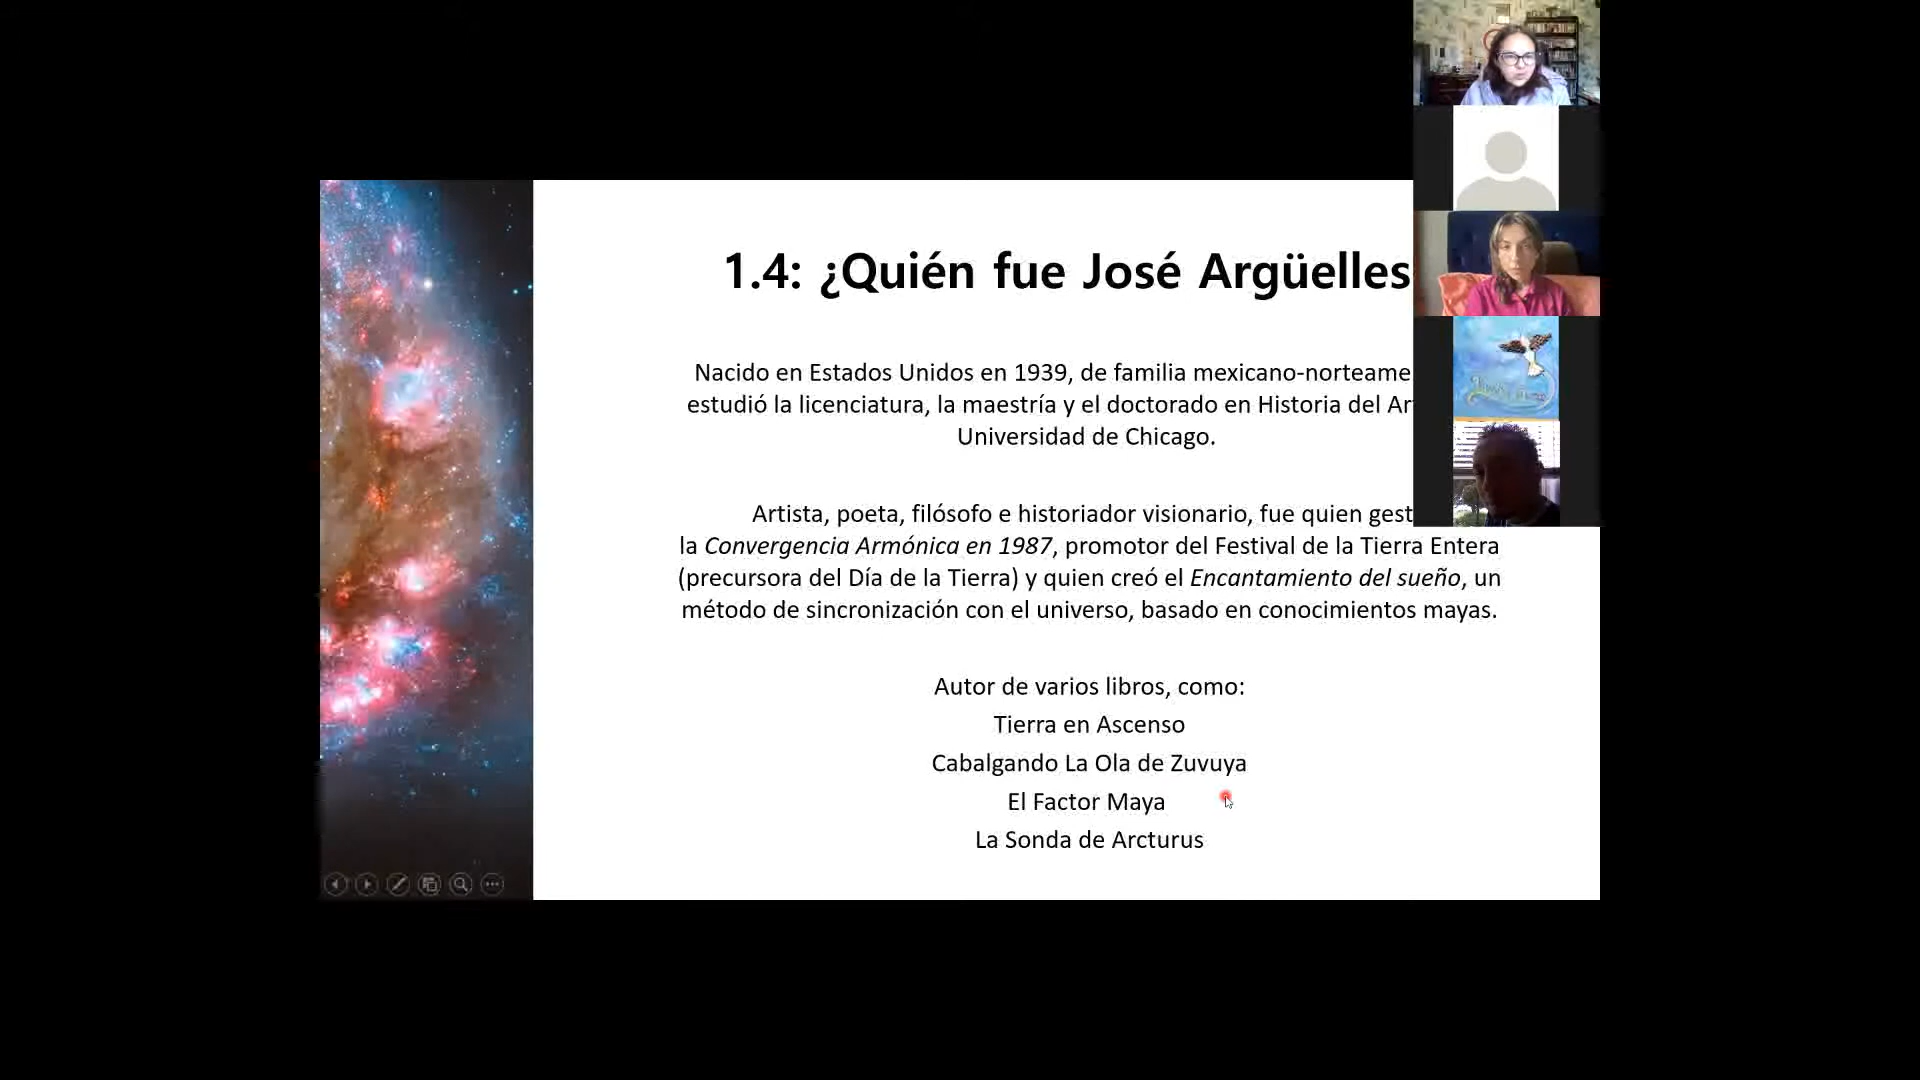 1.4: ¿Quién fue José Argüelles
Nacido en Estados Unidos en 1939, de familia mexicano-norteame
estudió la licenciatura, la maestría y el doctorado en Historia del Ar
Universidad de Chicago.
Artista, poeta, filósofo e historiador visionario, fue quien gest
la Convergencia Armónica en 1987, promotor del Festival de la Tierra Entera
(precursora del Día de la Tierra) y quien creó el Encantamiento del sueño, un
método de sincronización con el universo, basado en conocimientos mayas.
Autor de varios libros, como:
Tierra en Ascenso
Cabalgando La Ola de Zuvuya
El Factor Maya
La Sonda de Arcturus